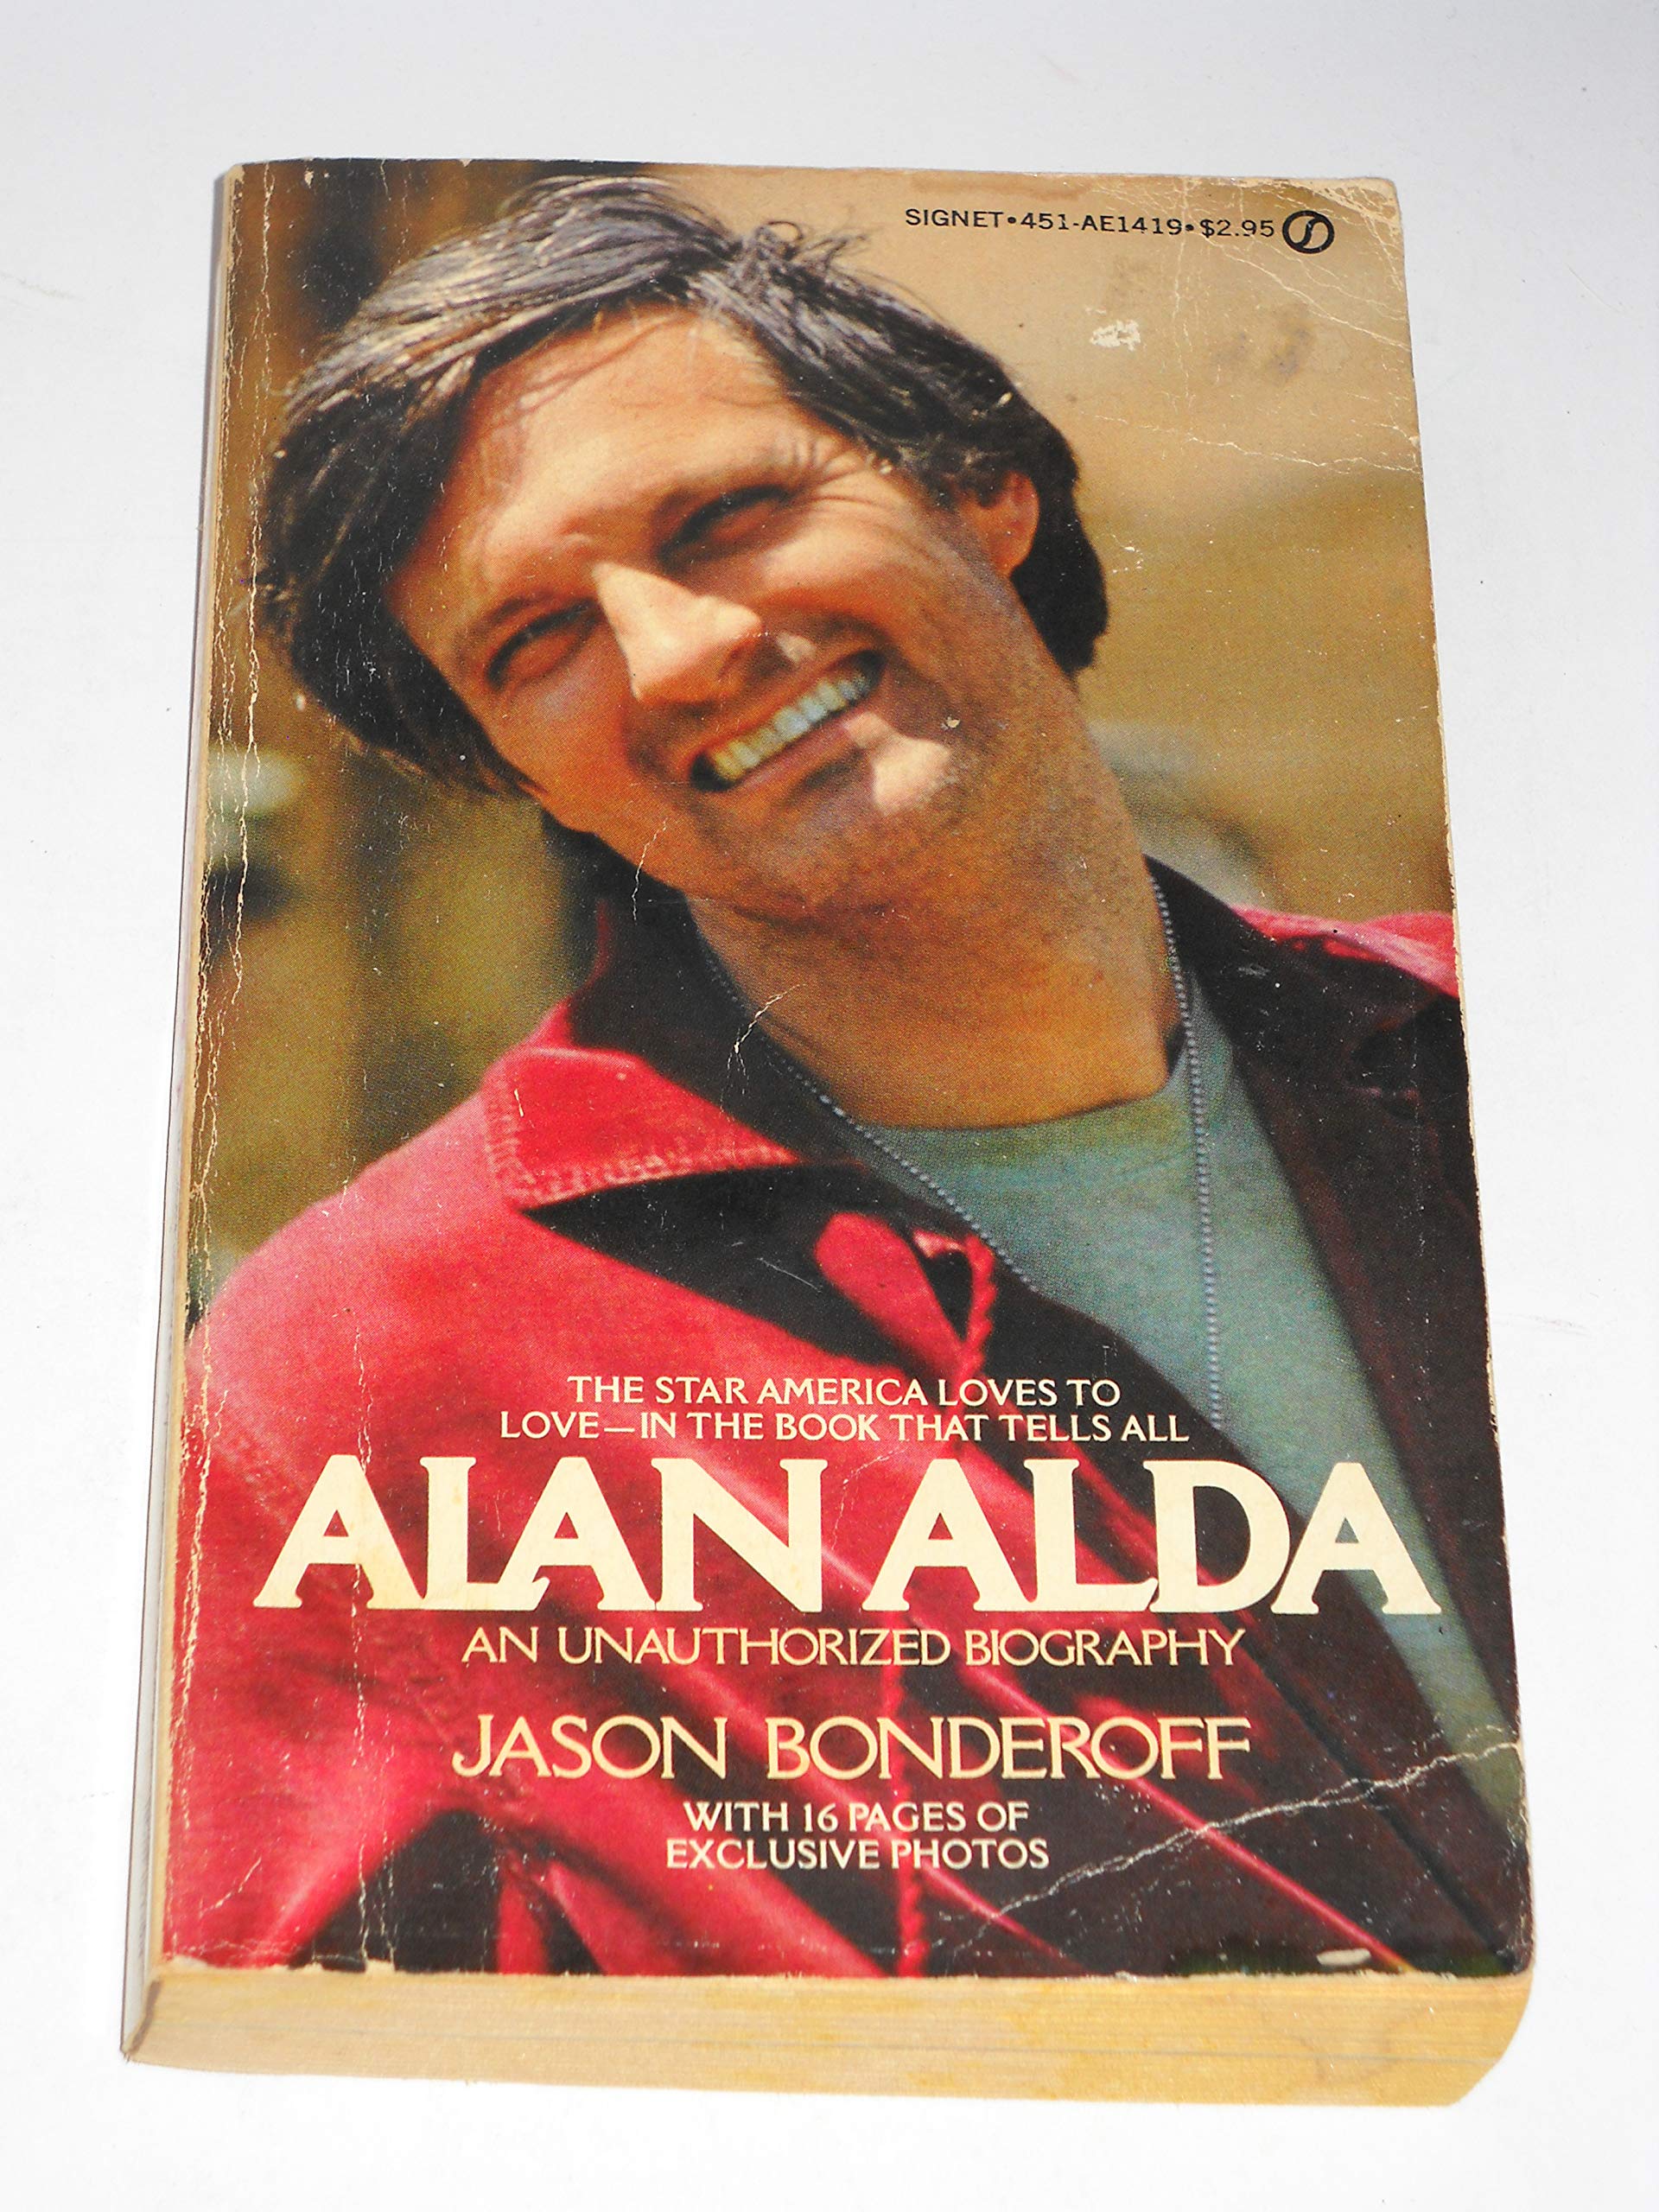 SIGNET•451-AE1419•$2.95
THE STAR AMERICA LOVES TO
LOVE—IN THE BOOK THAT TELLS ALL
ALAN ALDA
AN UNAUTHORIZED BIOGRAPHY
JASON BONDEROFF
WITH 16 PAGES OF
EXCLUSIVE PHOTOS